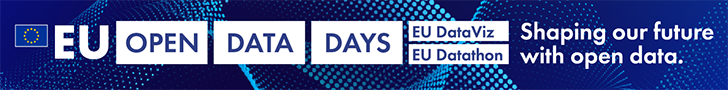 EU OPEN DATA DAYS
EU DataViz
EU Datathon
Shaping our future
with open data.